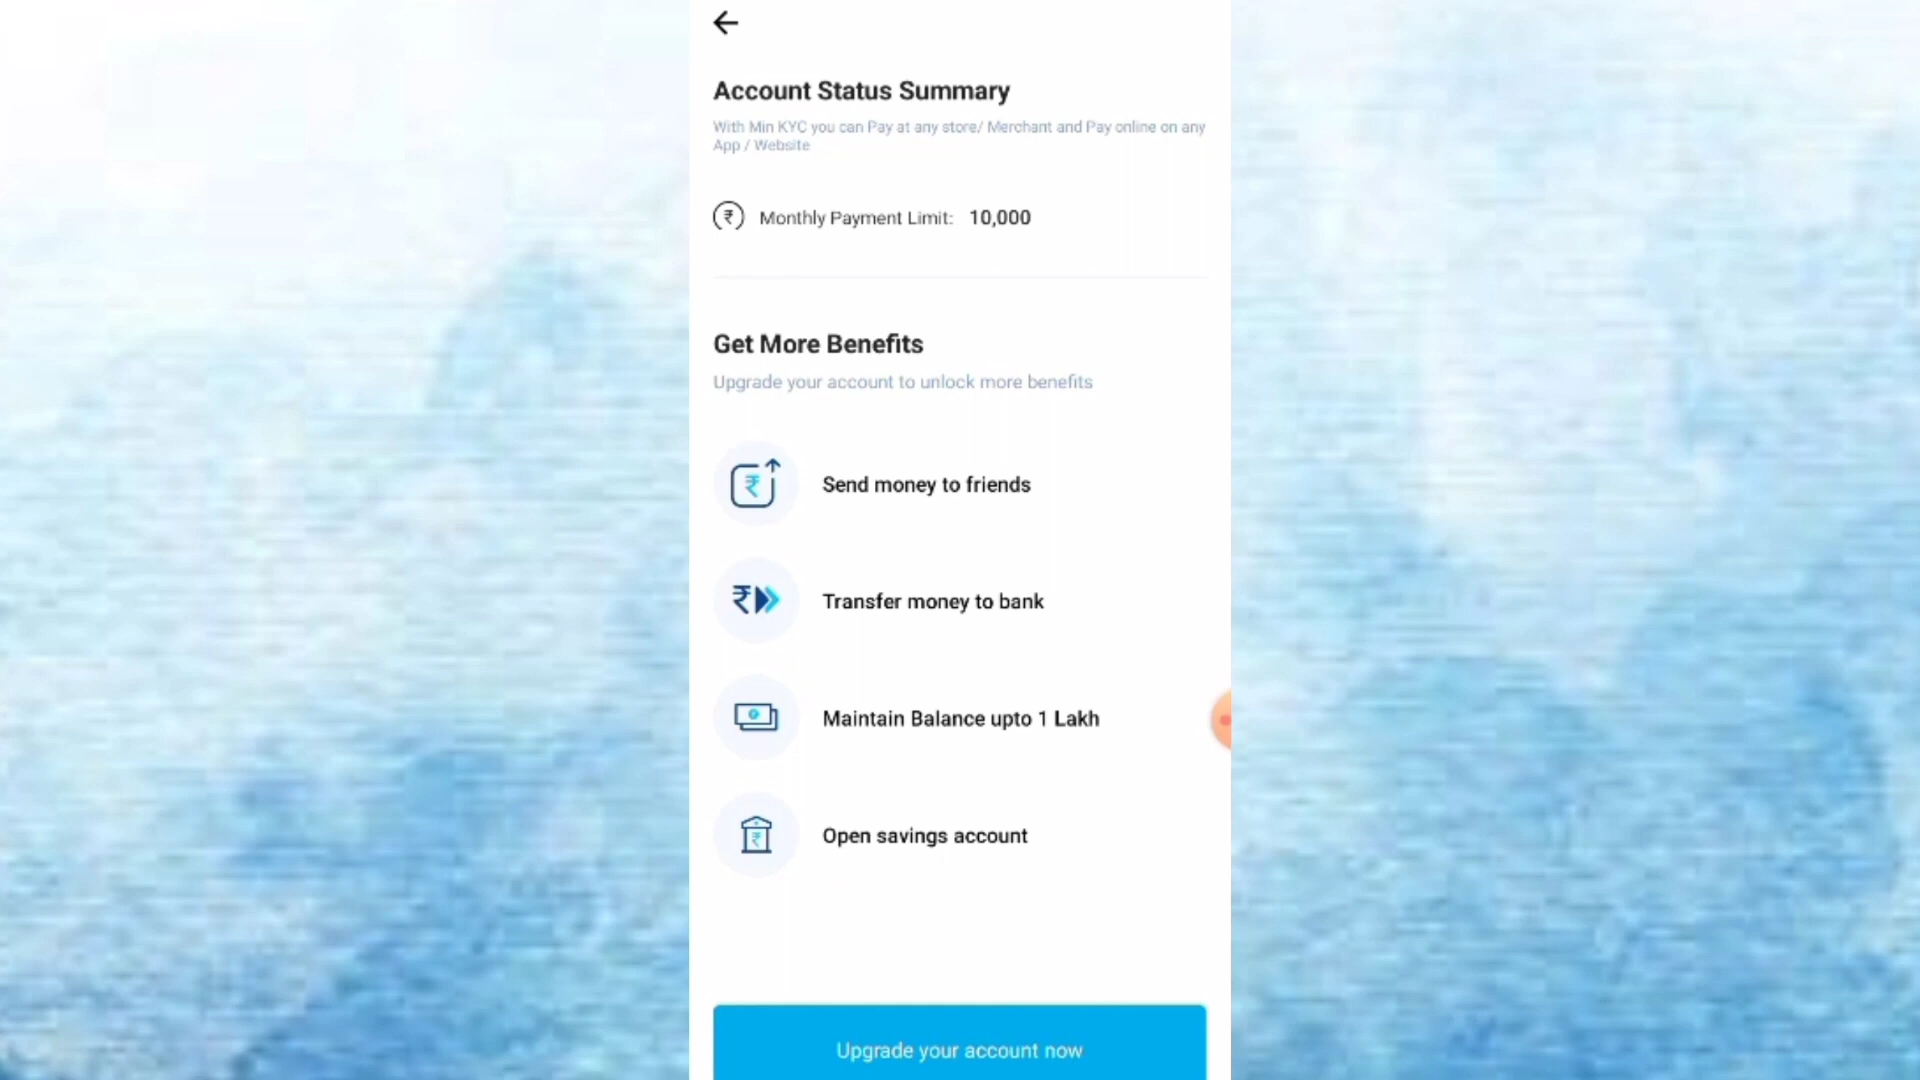 Account Status Summary
With Min KYC you can Pay at any store/ Merchant and Pay online on any
App / Website
₹ Monthly Payment Limit: 10,000
Get More Benefits
Upgrade your account to unlock more benefits
₹ Send money to friends
₹ Transfer money to bank
Maintain Balance upto 1 Lakh
₹ Open savings account
Upgrade your account now